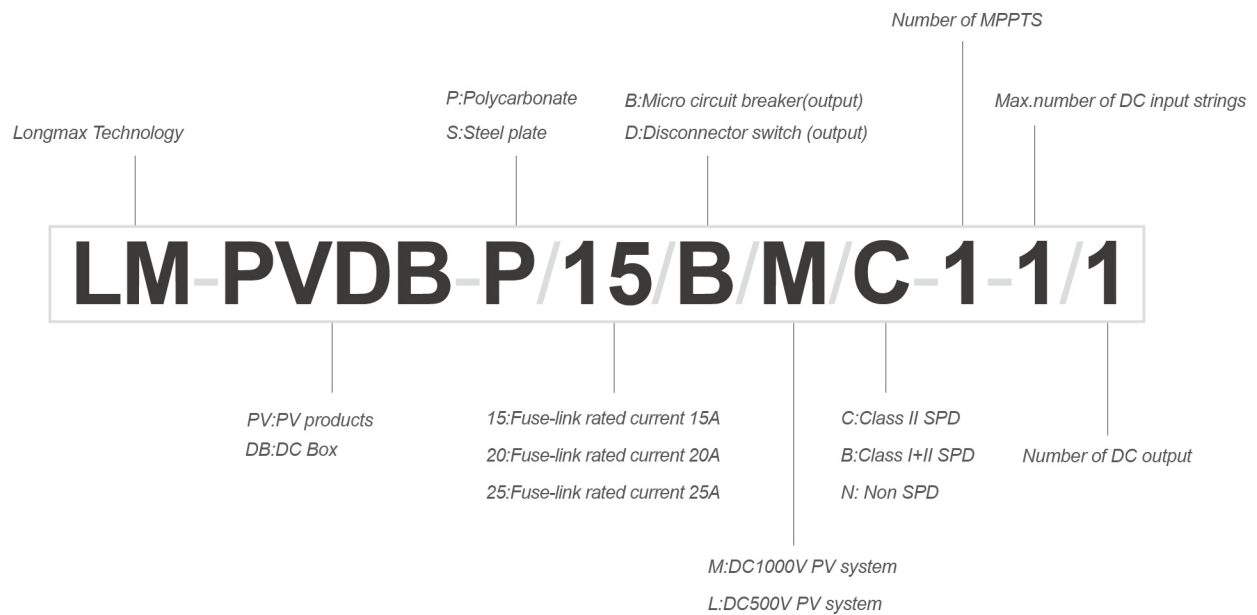 Number of MPPTS
P:Polycarbonate
B:Micro circuit breaker(output)
Max.number of DC input strings
Longmax Technology
S:Steel plate
D:Disconnector switch (output)
LM-PVDB-P/15/B/M/C-1-1/1
PV:PV products
DB:DC Box
15:Fuse-link rated current 15A
20:Fuse-link rated current 20A
25:Fuse-link rated current 25A
C:Class II SPD
B:Class I+II SPD
N: Non SPD
Number of DC output
M:DC1000V PV system
L:DC500V PV system